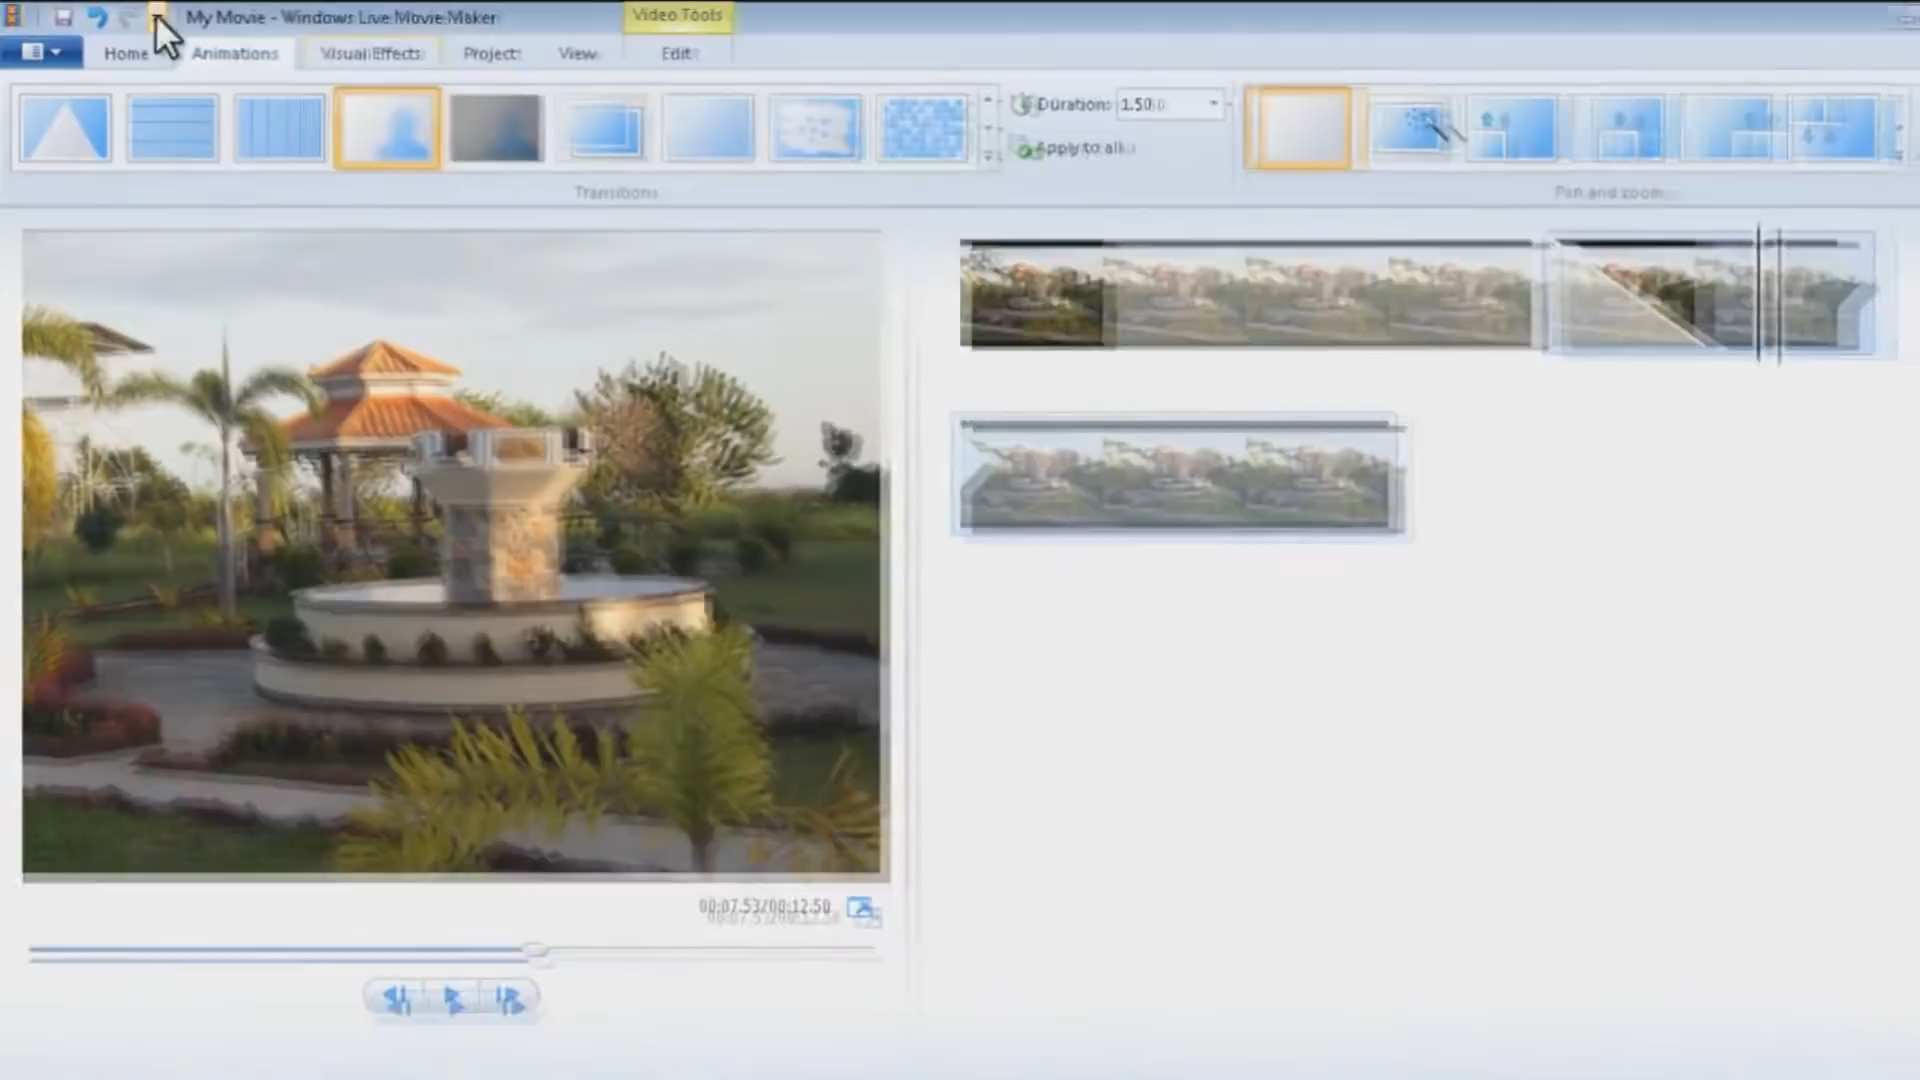 My Movie - Windows Live Movie Maker
Video Tools
Home
Animations
Visual Effects
Project
View
Edit
Duration: 1.50
Apply to all
Transitions
Pan and zoom
00:07.53/00:12.50